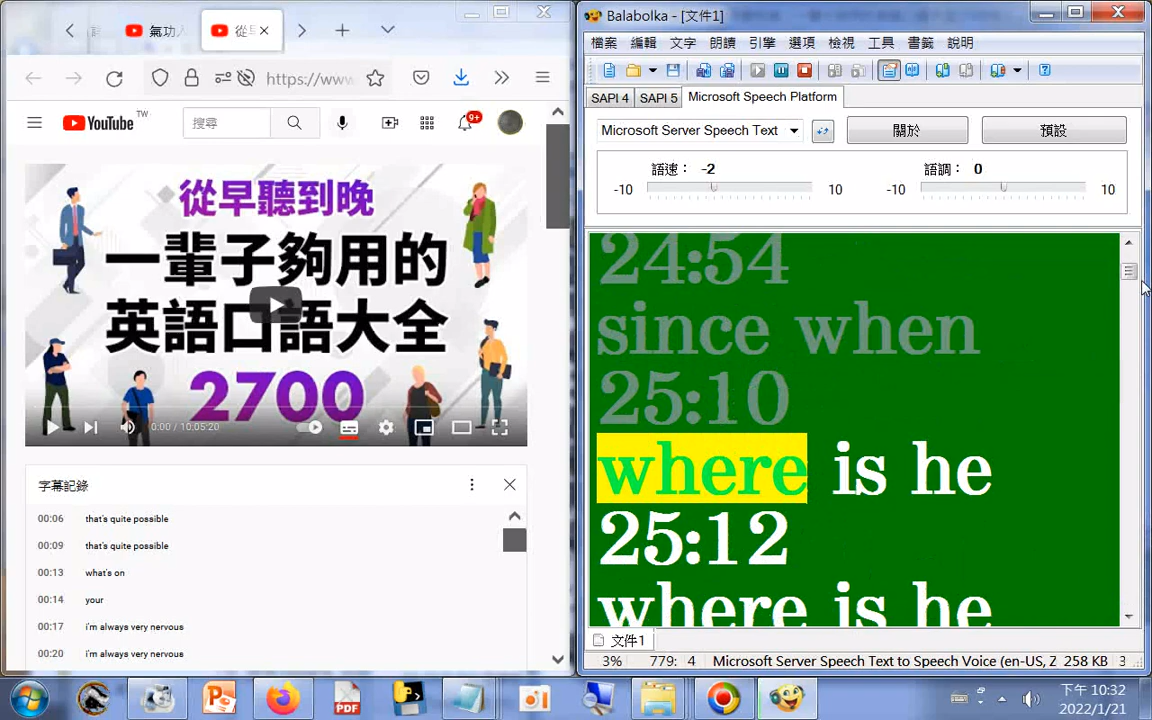 氣功
從
https://www
YouTube TW
搜尋
9+
從早聽到晚
一輩子夠用的
英語口語大全
2700
0:00 / 10:05:20
字幕記錄
00:06 that's quite possible
00:09 that's quite possible
00:13 what's on
00:14 your
00:17 i'm always very nervous
00:20 i'm always very nervous
Balabolka - [文件1]
檔案 編輯 文字 朗讀 引擎 選項 檢視 工具 書籤 說明
SAPI 4 SAPI 5 Microsoft Speech Platform
Microsoft Server Speech Text 關於 預設
語速： -2 語調： 0
-10 10 -10 10
24:54
since when
25:10
where is he
25:12
where is he
文件1
3% 779: 4 Microsoft Server Speech Text to Speech Voice (en-US, Z 258 KB 3
PDF
下午 10:32
2022/1/21